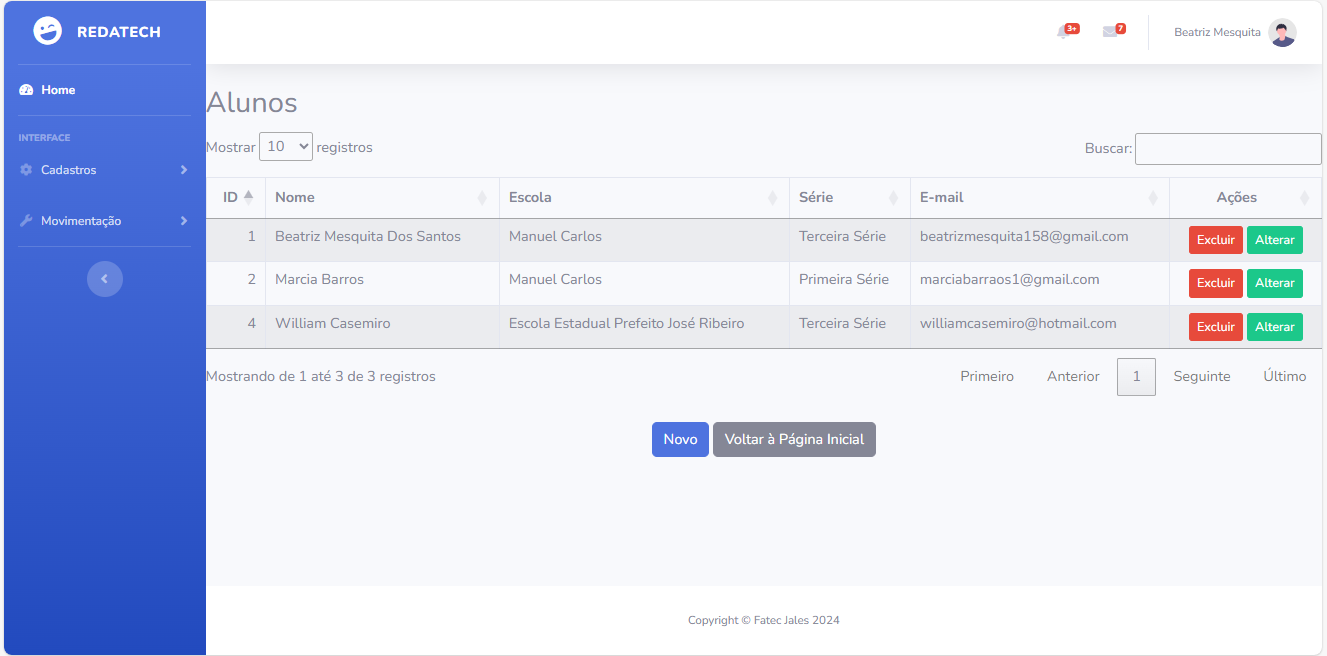 REDATECH
3+
7
Beatriz Mesquita
Home
INTERFACE
Cadastros
Movimentação
Alunos
Mostrar 10 registros
Buscar:
ID Nome Escola Série E-mail Ações
1 Beatriz Mesquita Dos Santos Manuel Carlos Terceira Série beatrizmesquita158@gmail.com Excluir Alterar
2 Marcia Barros Manuel Carlos Primeira Série marciabarraos1@gmail.com Excluir Alterar
4 William Casemiro Escola Estadual Prefeito José Ribeiro Terceira Série williamcasemiro@hotmail.com Excluir Alterar
Mostrando de 1 até 3 de 3 registros
Primeiro Anterior 1 Seguinte Último
Novo Voltar à Página Inicial
Copyright © Fatec Jales 2024